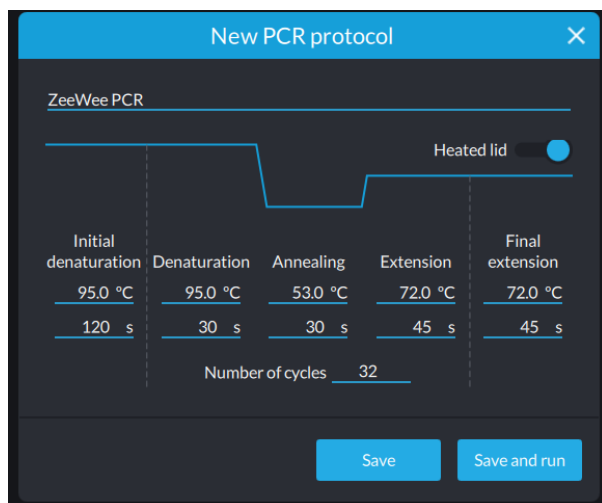 New PCR protocol
ZeeWee PCR
Heated lid
Initial denaturation
Denaturation
Annealing
Extension
Final extension
95.0 °C 95.0 °C 53.0 °C 72.0 °C 72.0 °C
120 s 30 s 30 s 45 s 45 s
Number of cycles 32
Save Save and run